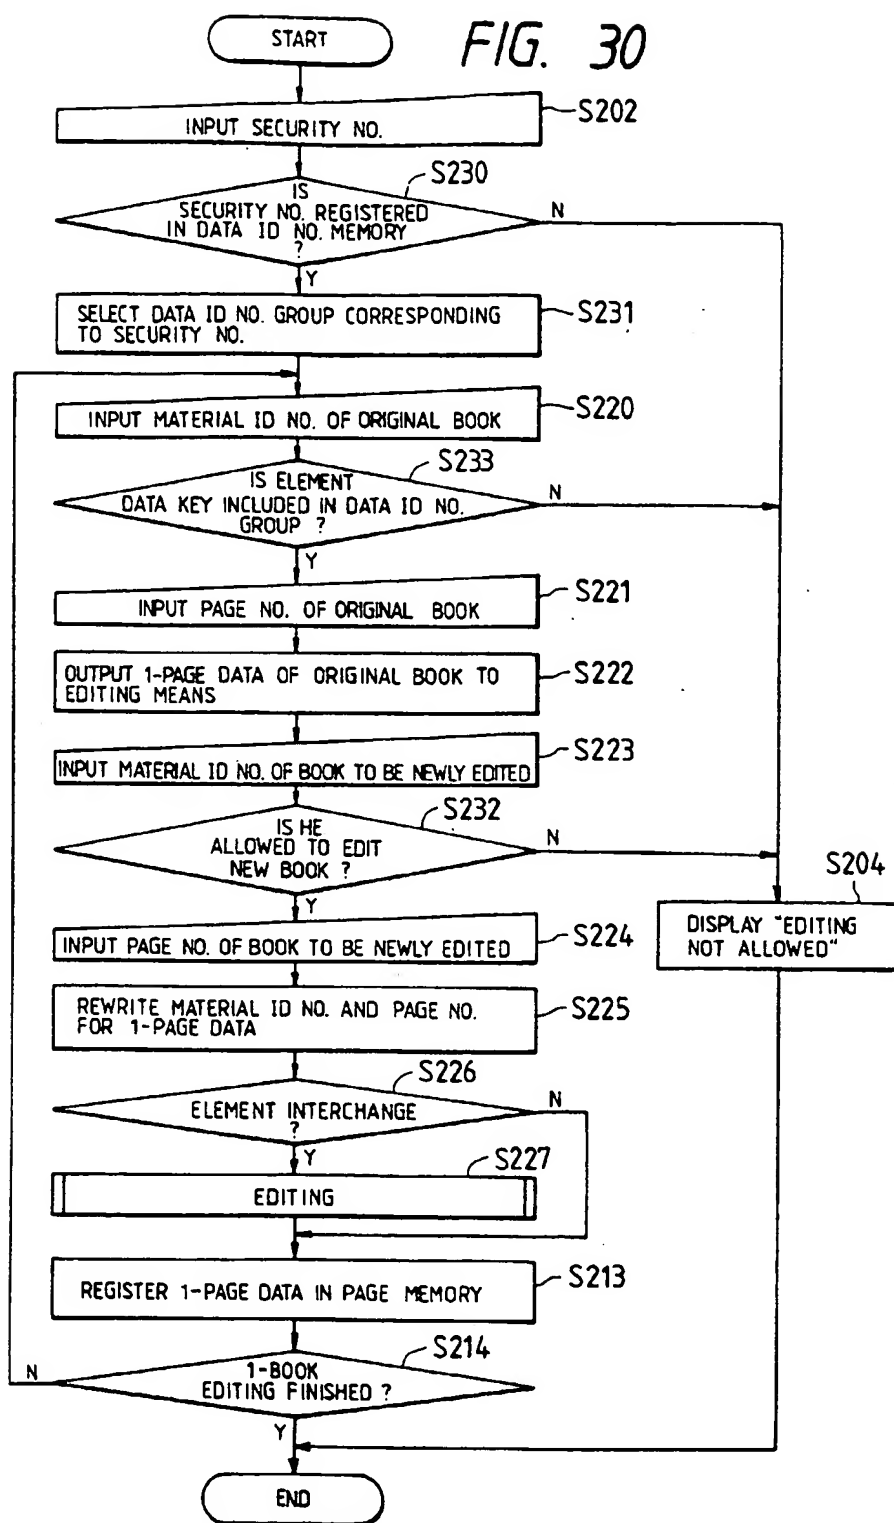 FIG. 30
START
INPUT SECURITY NO.
S202
IS
SECURITY NO. REGISTERED
IN DATA ID NO. MEMORY
?
S230
N
Y
SELECT DATA ID NO. GROUP CORRESPONDING
TO SECURITY NO.
S231
INPUT MATERIAL ID NO. OF ORIGINAL BOOK
S220
IS ELEMENT
DATA KEY INCLUDED IN DATA ID NO.
GROUP ?
S233
N
Y
INPUT PAGE NO. OF ORIGINAL BOOK
S221
OUTPUT 1-PAGE DATA OF ORIGINAL BOOK TO
EDITING MEANS
S222
INPUT MATERIAL ID NO. OF BOOK TO BE NEWLY EDITED
S223
IS HE
ALLOWED TO EDIT
NEW BOOK ?
S232
N
Y
S204
DISPLAY "EDITING
NOT ALLOWED"
INPUT PAGE NO. OF BOOK TO BE NEWLY EDITED
S224
REWRITE MATERIAL ID NO. AND PAGE NO.
FOR 1-PAGE DATA
S225
ELEMENT INTERCHANGE
?
S226
N
Y
EDITING
S227
REGISTER 1-PAGE DATA IN PAGE MEMORY
S213
1-BOOK
EDITING FINISHED ?
S214
N
Y
END